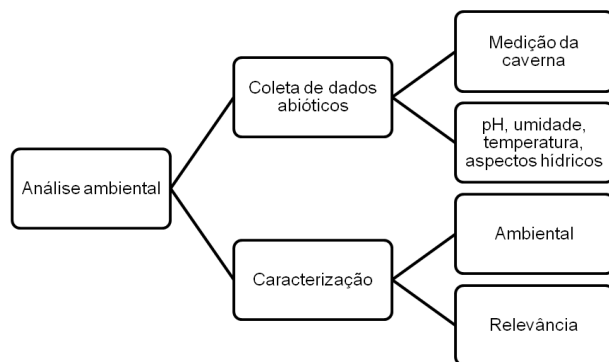 Análise ambiental
Coleta de dados
abióticos
Medição da
caverna
pH, umidade,
temperatura,
aspectos hídricos
Caracterização
Ambiental
Relevância